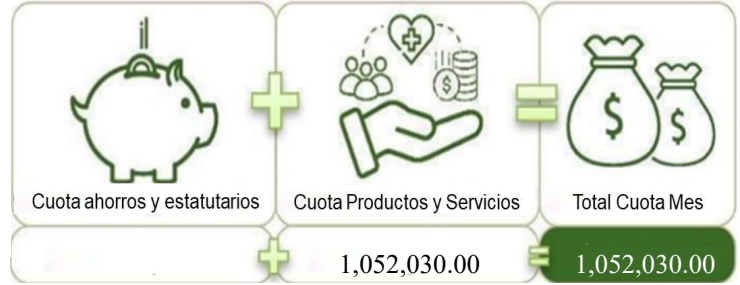 Cuota ahorros y estatutarios Cuota Productos y Servicios Total Cuota Mes
1,052,030.00 1,052,030.00